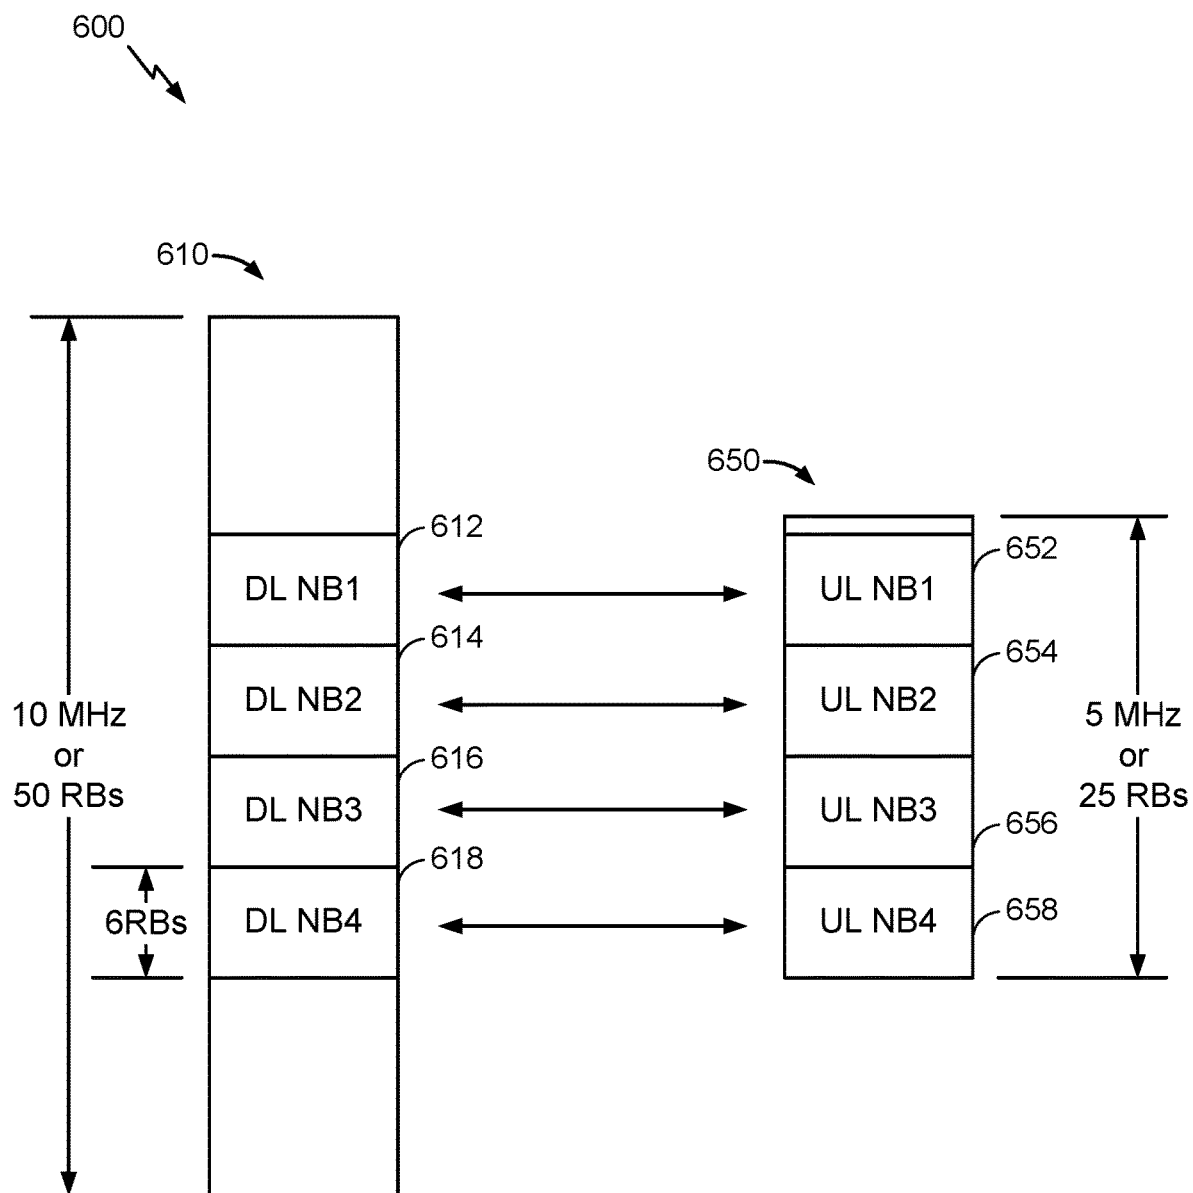 600
610
650
612
652
DL NB1
UL NB1
614
654
DL NB2
UL NB2
10 MHz
or
50 RBs
5 MHz
or
25 RBs
616
DL NB3
UL NB3
656
618
6RBs
DL NB4
UL NB4
658